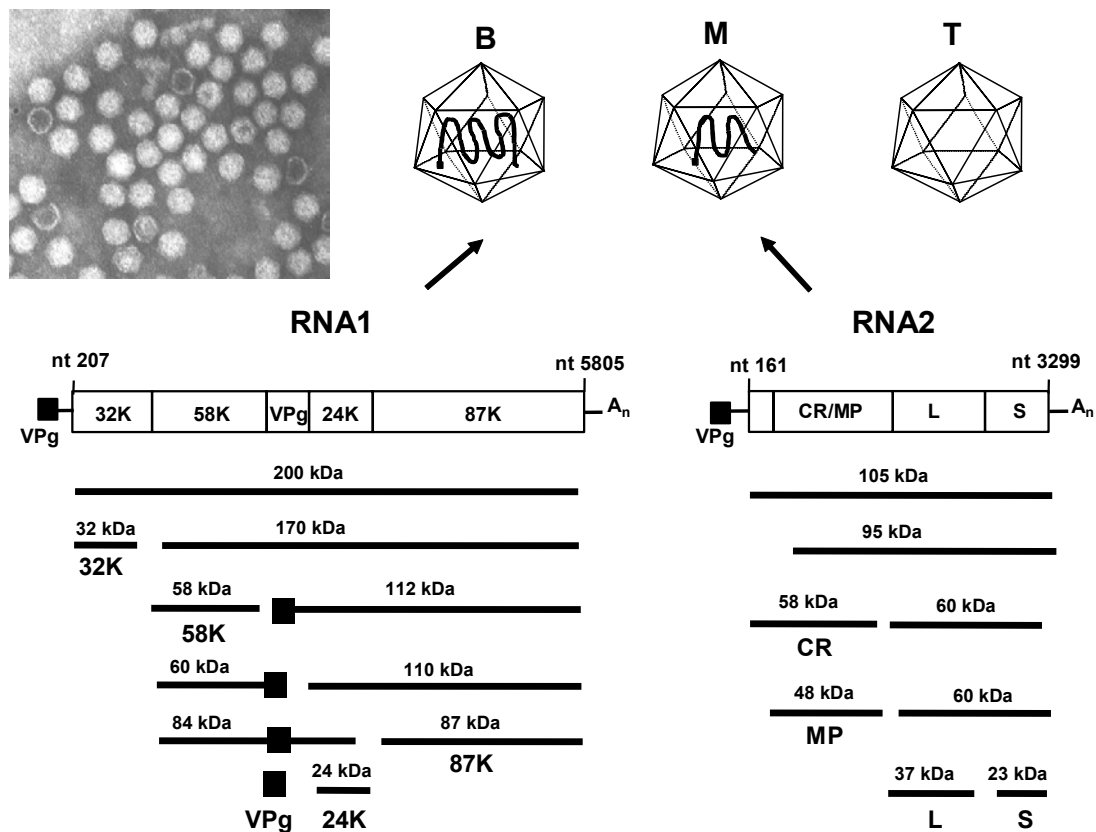 B M T
RNA1 RNA2
nt 207 nt 5805 nt 161 nt 3299
32K 58K VPg 24K 87K An CR/MP L S An
VPg VPg
200 kDa 105 kDa
32 kDa 170 kDa 95 kDa
32K
58 kDa 112 kDa 58 kDa 60 kDa
58K CR
60 kDa 110 kDa 48 kDa 60 kDa
MP
84 kDa 87 kDa
87K
24 kDa 37 kDa 23 kDa
VPg 24K L S